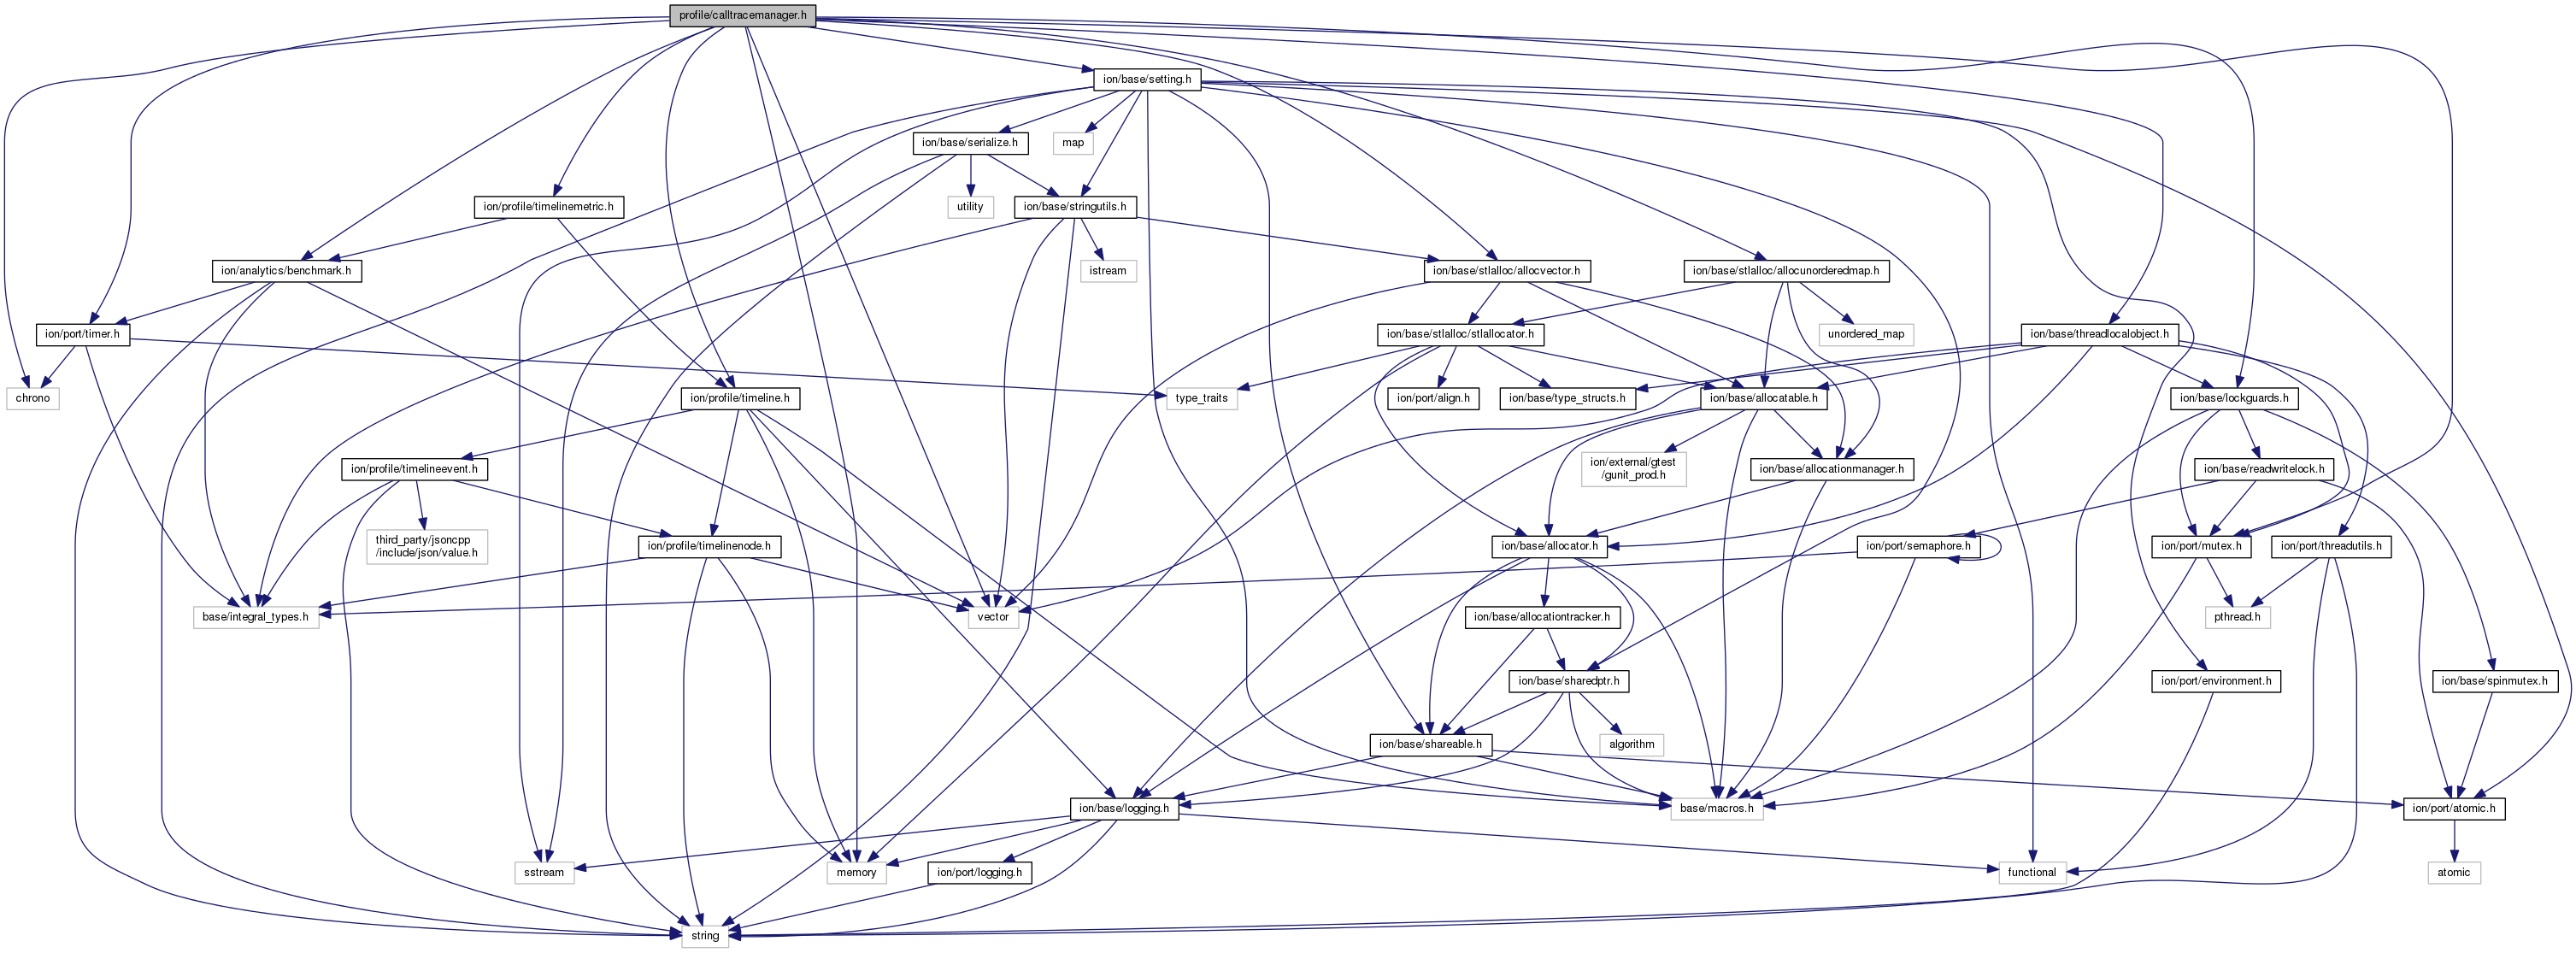 profile/calltracemanager.h
ion/base/setting.h
ion/base/serialize.h
map
ion/profile/timelinemetric.h
utility
ion/base/stringutils.h
ion/analytics/benchmark.h
istream
ion/base/stlalloc/allocvector.h
ion/base/stlalloc/allocunorderedmap.h
ion/port/timer.h
ion/base/stlalloc/stlallocator.h
unordered_map
ion/base/threadlocalobject.h
chrono
ion/profile/timeline.h
type_traits
ion/port/align.h
ion/base/type_structs.h
ion/base/allocatable.h
ion/base/lockguards.h
ion/profile/timelineevent.h
ion/external/gtest
/gunit_prod.h
ion/base/allocationmanager.h
ion/base/readwritelock.h
third_party/jsoncpp
/include/json/value.h
ion/profile/timelinenode.h
ion/base/allocator.h
ion/port/semaphore.h
ion/port/mutex.h
ion/port/threadutils.h
base/integral_types.h
vector
ion/base/allocationtracker.h
pthread.h
ion/base/sharedptr.h
ion/port/environment.h
ion/base/spinmutex.h
ion/base/shareable.h
algorithm
ion/base/logging.h
base/macros.h
ion/port/atomic.h
sstream
memory
ion/port/logging.h
functional
atomic
string